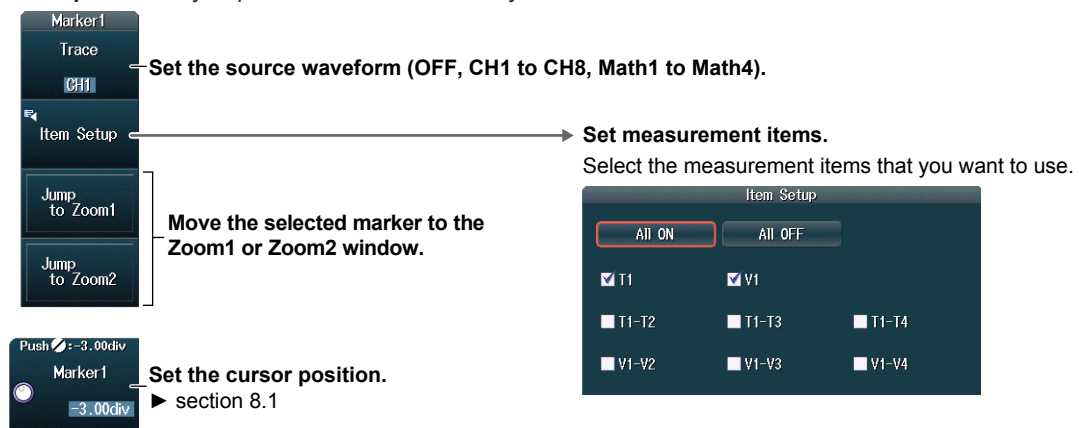 Marker1
Trace
CH1
Set the source waveform (OFF, CH1 to CH8, Math1 to Math4).
Item Setup
Set measurement items.
Select the measurement items that you want to use.
Jump
to Zoom1
Jump
to Zoom2
Move the selected marker to the
Zoom1 or Zoom2 window.
Item Setup
All ON All OFF
T1 V1
T1-T2 T1-T3 T1-T4
V1-V2 V1-V3 V1-V4
Push :-3.00div
Marker1
-3.00div
Set the cursor position.
► section 8.1